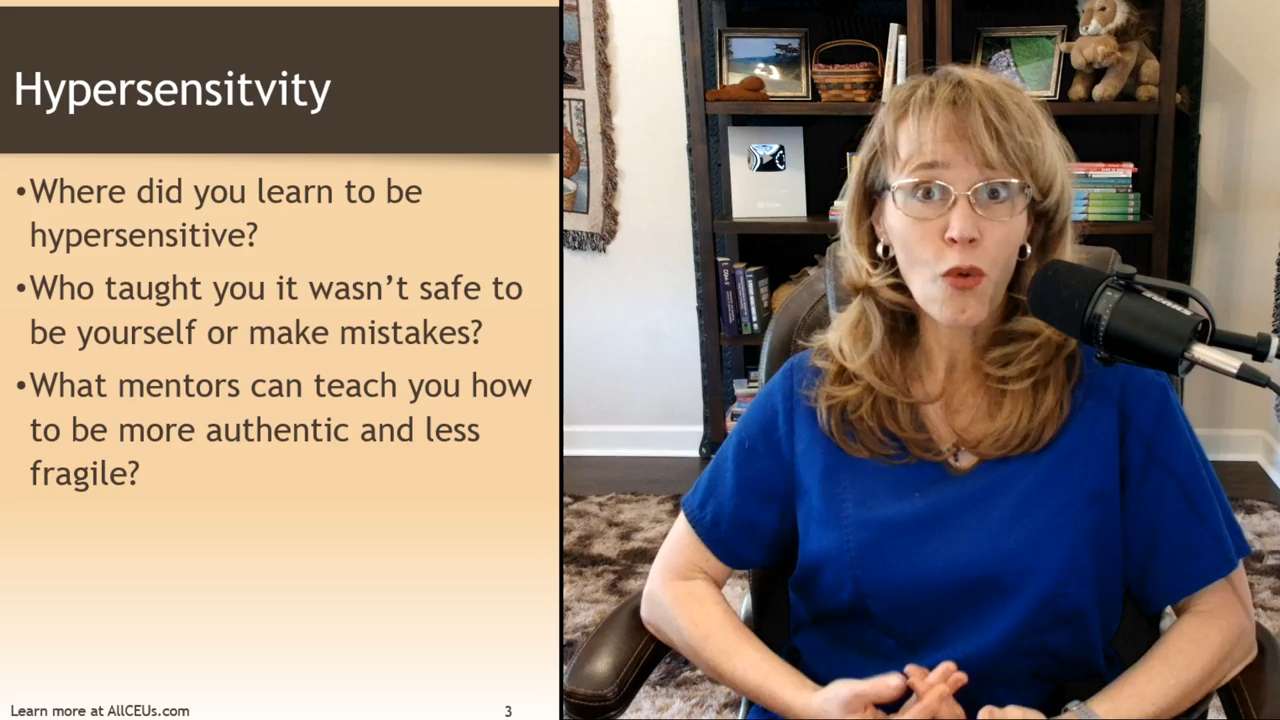 Hypersensitvity
•Where did you learn to be
hypersensitive?
•Who taught you it wasn’t safe to
be yourself or make mistakes?
•What mentors can teach you how
to be more authentic and less
fragile?
Learn more at AllCEUs.com
3